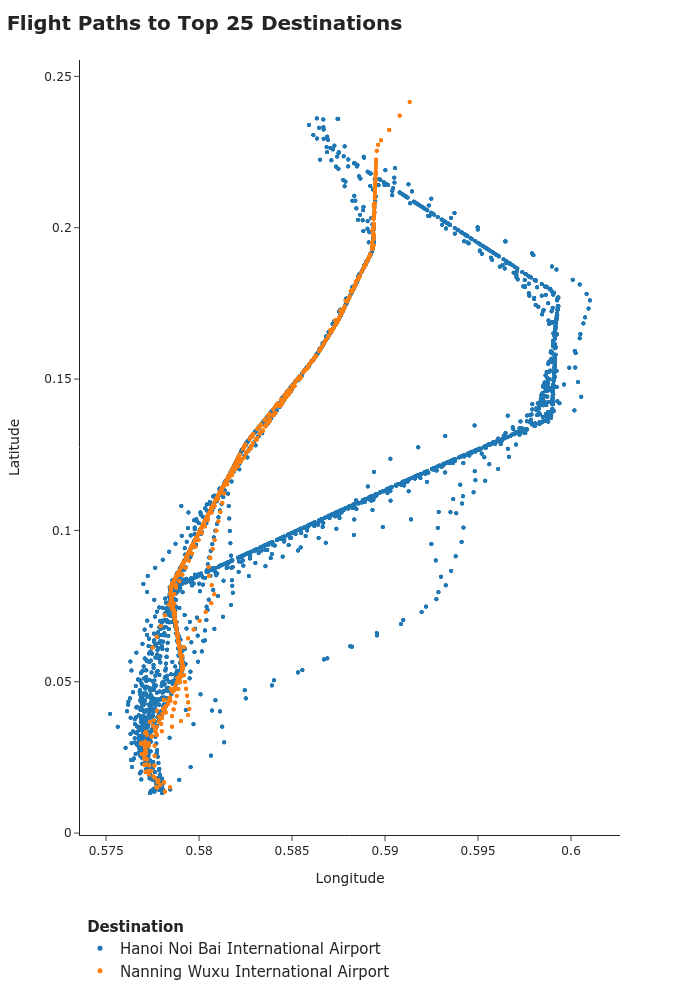 Flight Paths to Top 25 Destinations
0.25
0.2
0.15
0.1
0.05
0
Latitude
0.575
0.58
0.585
0.59
0.595
0.6
Longitude
Destination
Hanoi Noi Bai International Airport
Nanning Wuxu International Airport